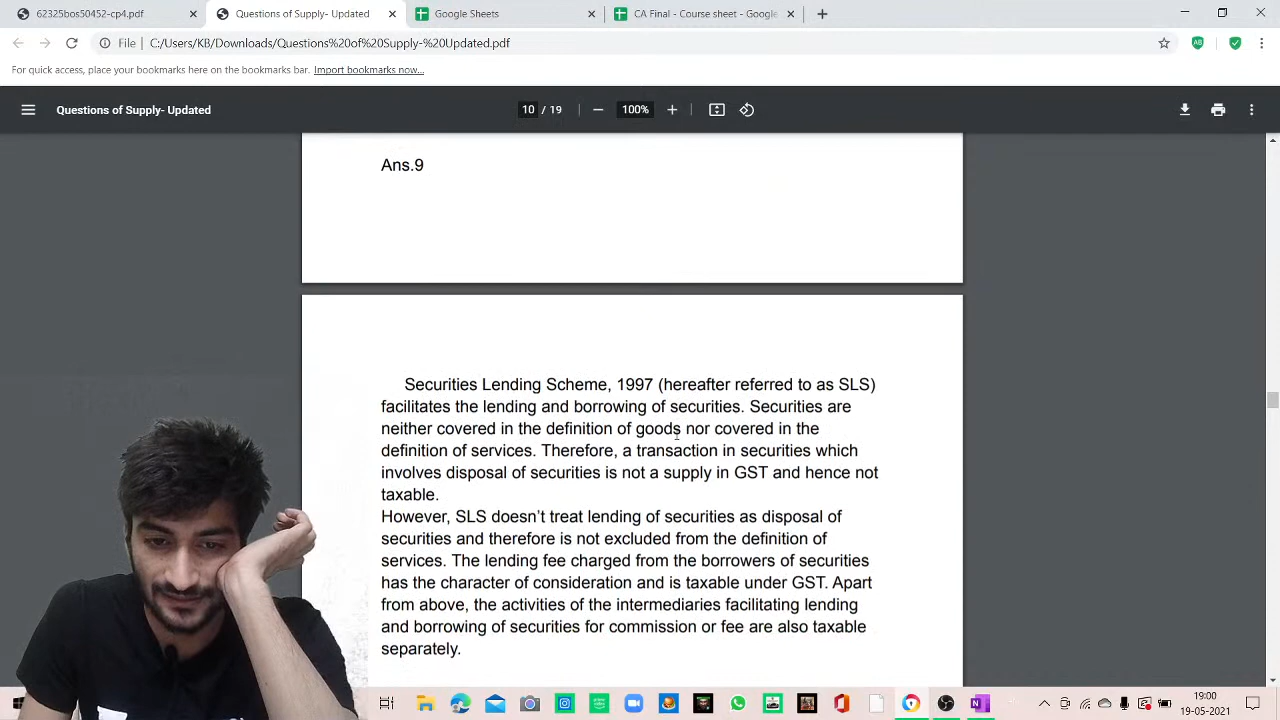 62325bos50452-cp4.pdf
Questions of Supply- Updated
Google Sheets
CA Final - Course sheet - Google
File
C:/Users/KB/Downloads/Questions%20of%20Supply-%20Updated.pdf
For quick access, place your bookmarks here on the bookmarks bar. Import bookmarks now...
Questions of Supply- Updated
10 / 19
100%
Ans.9
Securities Lending Scheme, 1997 (hereafter referred to as SLS)
facilitates the lending and borrowing of securities. Securities are
neither covered in the definition of goods nor covered in the
definition of services. Therefore, a transaction in securities which
involves disposal of securities is not a supply in GST and hence not
taxable.
However, SLS doesn't treat lending of securities as disposal of
securities and therefore is not excluded from the definition of
services. The lending fee charged from the borrowers of securities
has the character of consideration and is taxable under GST. Apart
from above, the activities of the intermediaries facilitating lending
and borrowing of securities for commission or fee are also taxable
separately.
19:00
19-05-2021